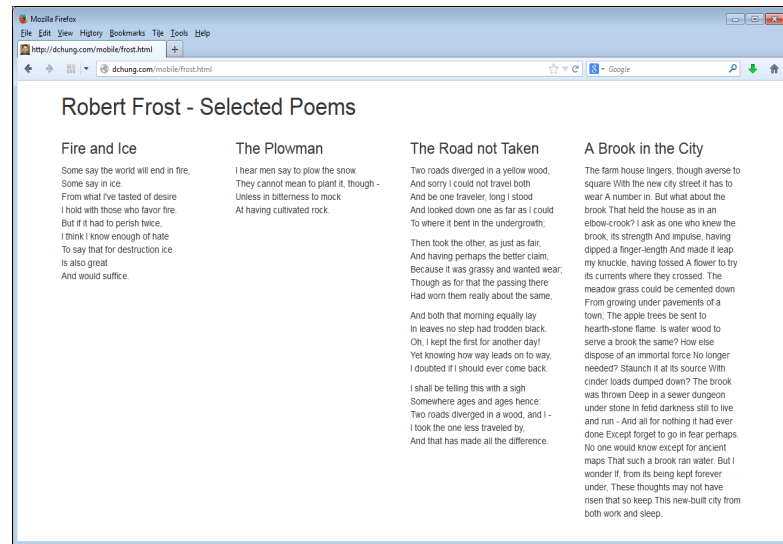 Mozilla Firefox
File Edit View History Bookmarks Tile Tools Help
http://dchung.com/mobile/frost.html
dchung.com/mobile/frost.html
Google
Robert Frost - Selected Poems
Fire and Ice
Some say the world will end in fire,
Some say in ice.
From what I've tasted of desire
I hold with those who favor fire.
But if it had to perish twice,
I think I know enough of hate
To say that for destruction ice
Is also great
And would suffice.
The Plowman
I hear men say to plow the snow.
They cannot mean to plant it, though -
Unless in bitterness to mock
At having cultivated rock.
The Road not Taken
Two roads diverged in a yellow wood,
And sorry I could not travel both
And be one traveler, long I stood
And looked down one as far as I could
To where it bent in the undergrowth;
Then took the other, as just as fair,
And having perhaps the better claim,
Because it was grassy and wanted wear;
Though as for that the passing there
Had worn them really about the same,
And both that morning equally lay
In leaves no step had trodden black.
Oh, I kept the first for another day!
Yet knowing how way leads on to way,
I doubted if I should ever come back.
I shall be telling this with a sigh
Somewhere ages and ages hence:
Two roads diverged in a wood, and I -
I took the one less traveled by,
And that has made all the difference.
A Brook in the City
The farm house lingers, though averse to
square With the new city street it has to
wear A number in. But what about the
brook That held the house as in an
elbow-crook? I ask as one who knew the
brook, its strength And impulse, having
dipped a finger-length And made it leap
my knuckle, having tossed A flower to try
its currents where they crossed. The
meadow grass could be cemented down
From growing under pavements of a
town; The apple trees be sent to
hearth-stone flame. Is water wood to
serve a brook the same? How else
dispose of an immortal force No longer
needed? Staunch it at its source With
cinder loads dumped down? The brook
was thrown Deep in a sewer dungeon
under stone In fetid darkness still to live
and run - And all for nothing it had ever
done Except forget to go in fear perhaps.
No one would know except for ancient
maps That such a brook ran water. But I
wonder If, from its being kept forever
under, These thoughts may not have
risen that so keep This new-built city from
both work and sleep.